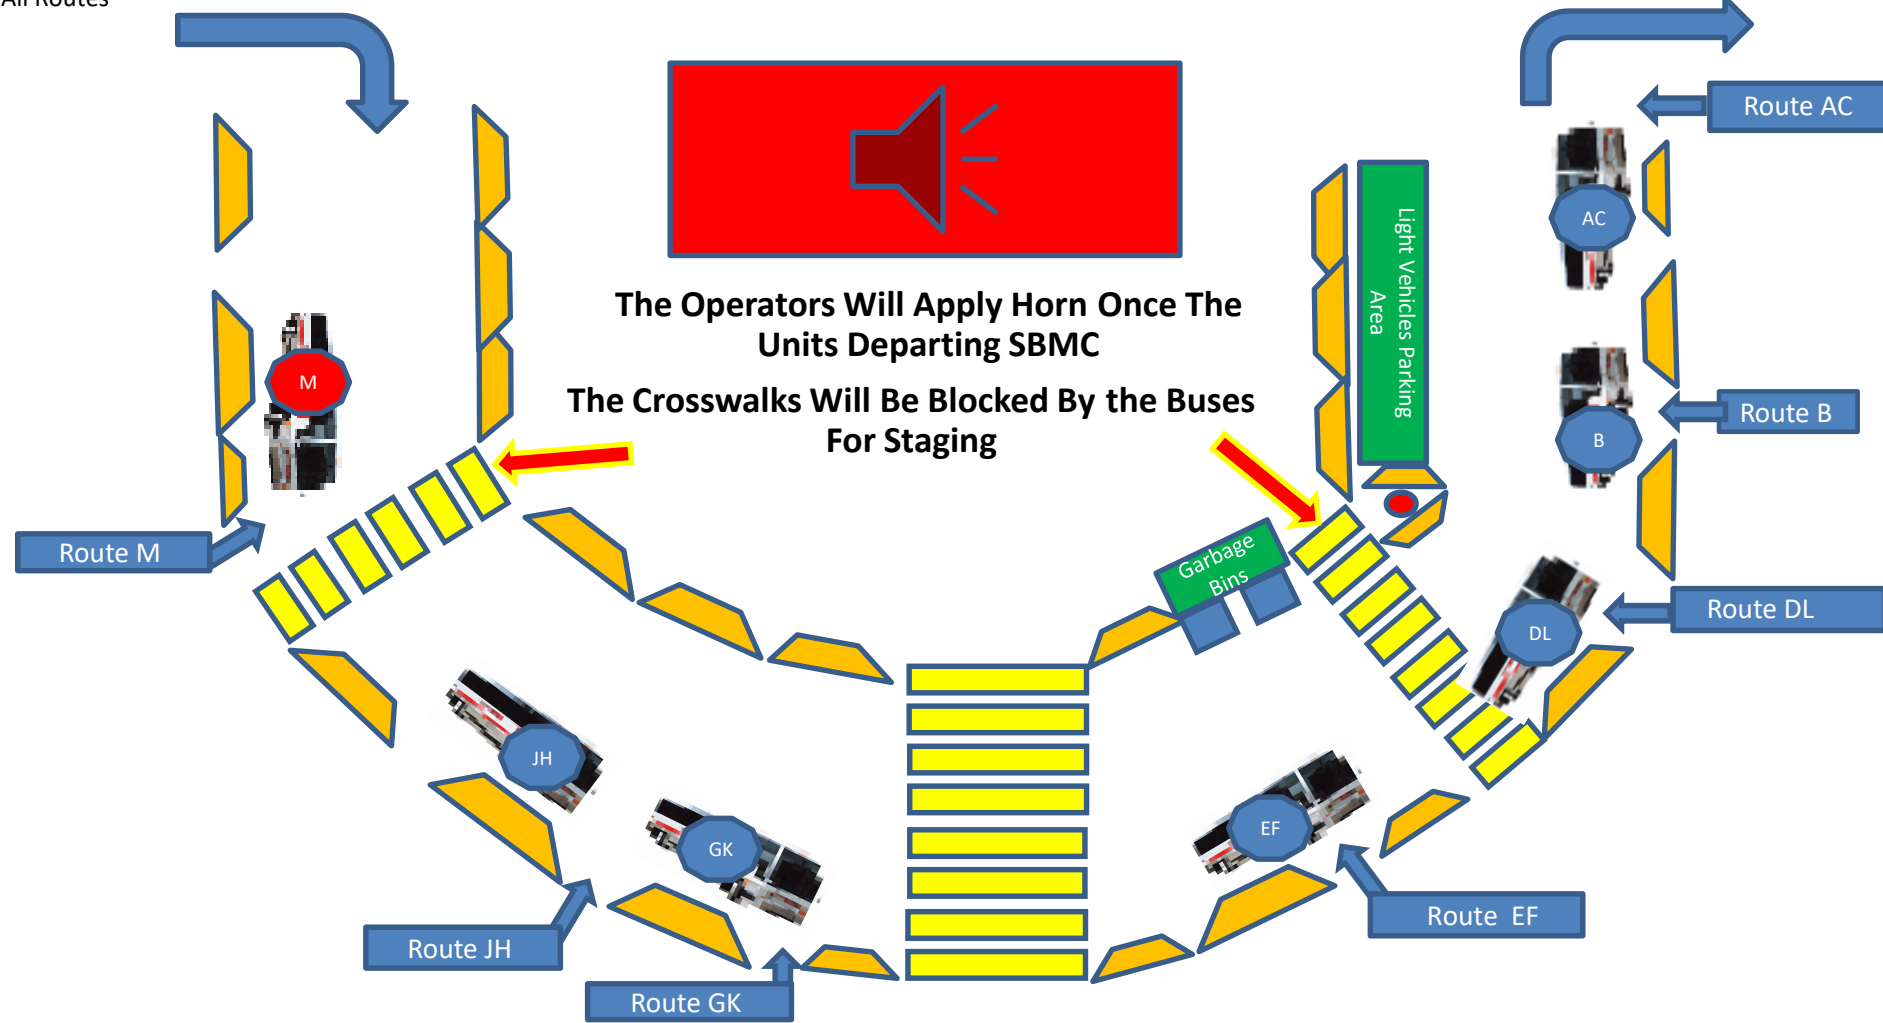 All Routes
Route AC
AC
Light Vehicles Parking
Area
The Operators Will Apply Horn Once The
Units Departing SBMC
The Crosswalks Will Be Blocked By the Buses
For Staging
M
Route B
B
Route M
Garbage
Bins
Route DL
DL
JH
GK
EF
Route EF
Route JH
Route GK